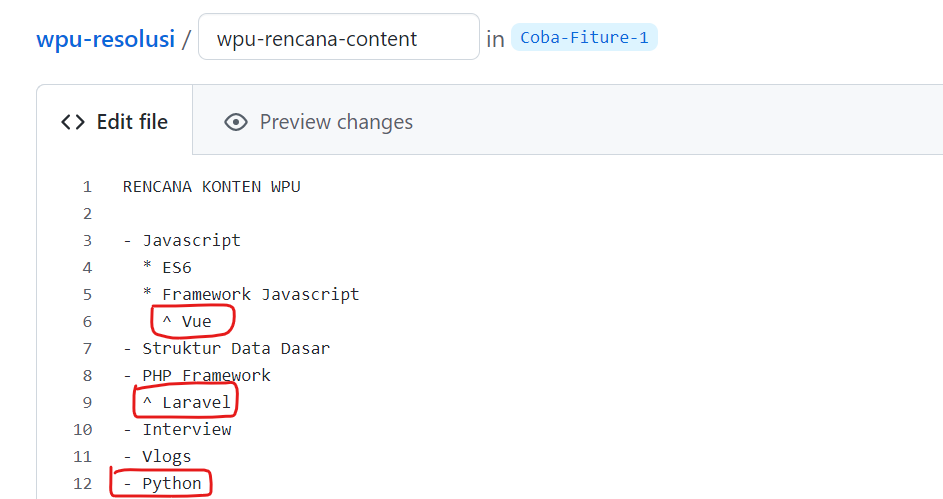 wpu-resolusi / wpu-rencana-content in Coba-Fiture-1
<> Edit file Preview changes
1 RENCANA KONTEN WPU
2
3 - Javascript
4 * ES6
5 * Framework Javascript
6 ^ Vue
7 - Struktur Data Dasar
8 - PHP Framework
9 ^ Laravel
10 - Interview
11 - Vlogs
12 - Python